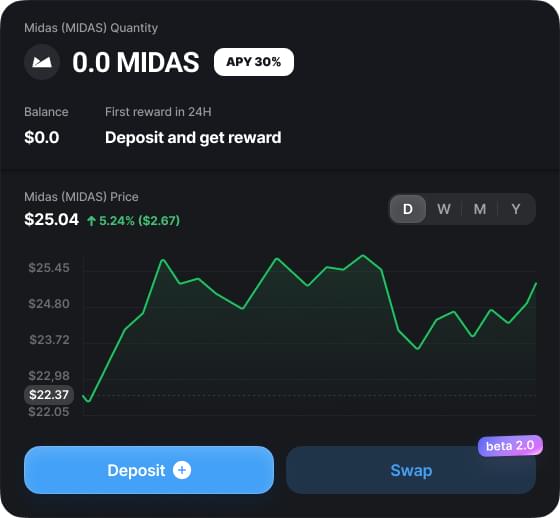 Midas (MIDAS) Quantity
0.0 MIDAS APY 30%
Balance First reward in 24H
$0.0 Deposit and get reward
Midas (MIDAS) Price
$25.04 5.24% ($2.67)
D W M Y
$25.45
$24.80
$23.72
$22,98
$22.37
$22.05
beta 2.0
Deposit Swap